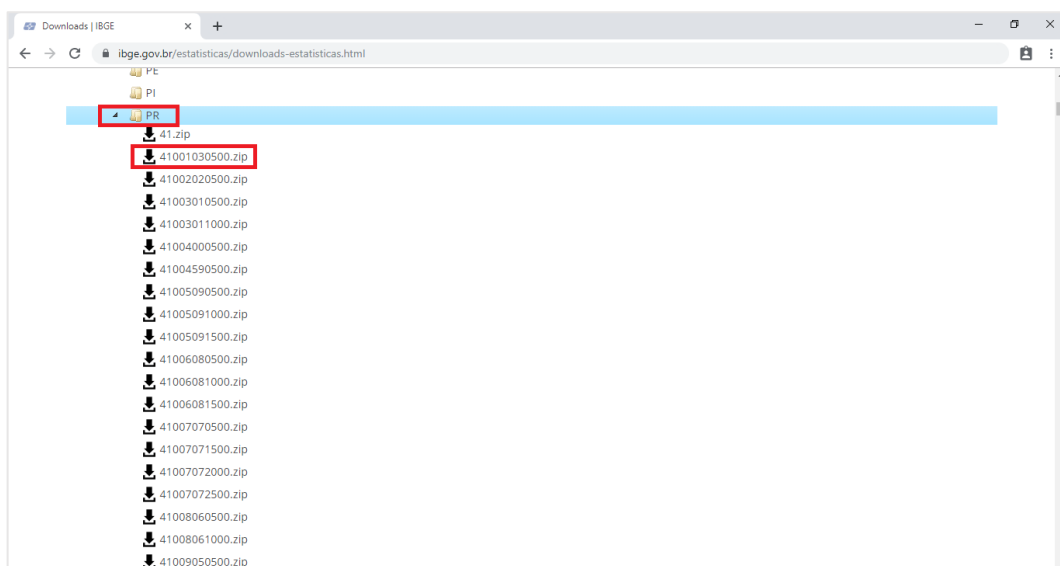 Downloads | IBGE
ibge.gov.br/estatisticas/downloads-estatisticas.html
PE
PI
PR
41.zip
41001030500.zip
41002020500.zip
41003010500.zip
41003011000.zip
41004000500.zip
41004590500.zip
41005090500.zip
41005091000.zip
41005091500.zip
41006080500.zip
41006081000.zip
41006081500.zip
41007070500.zip
41007071500.zip
41007072000.zip
41007072500.zip
41008060500.zip
41008061000.zip
41009050500.zip